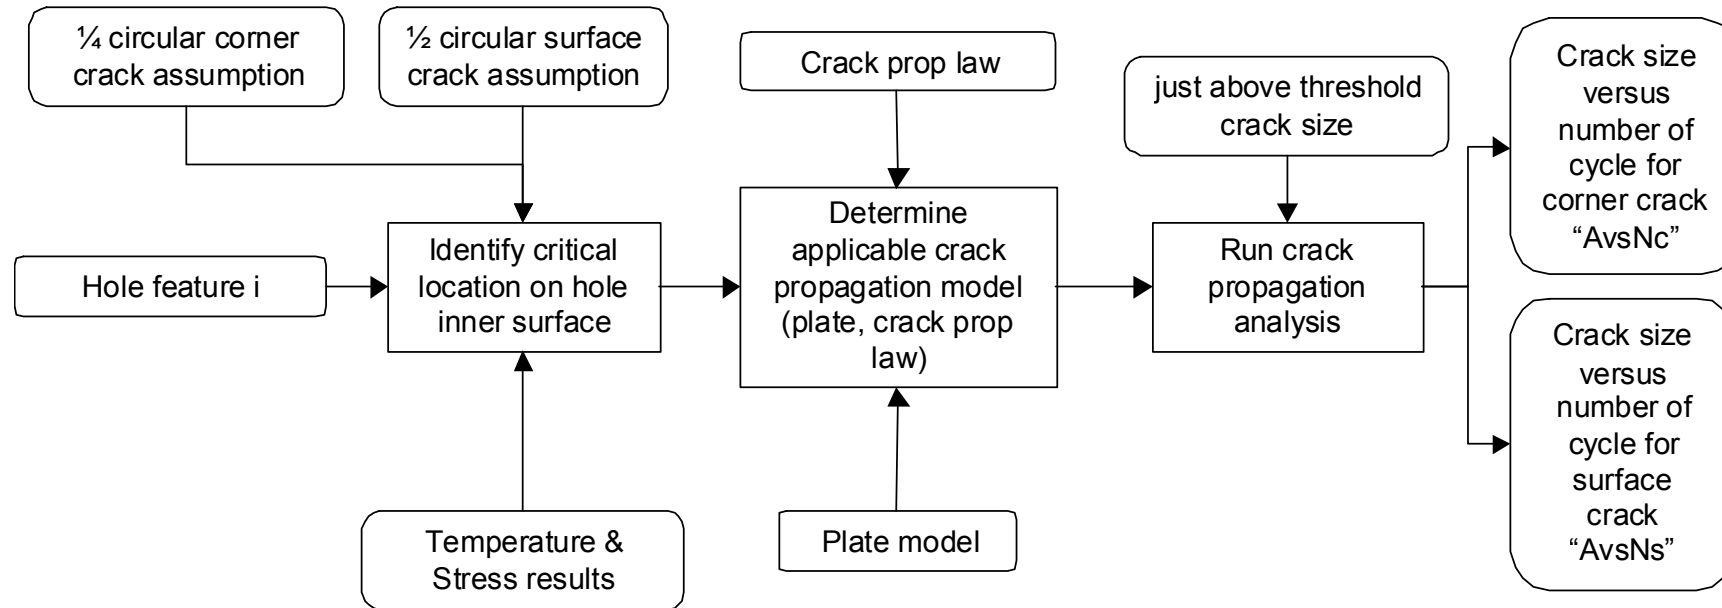 ¼ circular corner
crack assumption
½ circular surface
crack assumption
Crack prop law
just above threshold
crack size
Crack size
versus
number of
cycle for
corner crack
“AvsNc”
Hole feature i
Identify critical
location on hole
inner surface
Determine
applicable crack
propagation model
(plate, crack prop
law)
Run crack
propagation
analysis
Crack size
versus
number of
cycle for
surface
crack
“AvsNs”
Temperature &
Stress results
Plate model